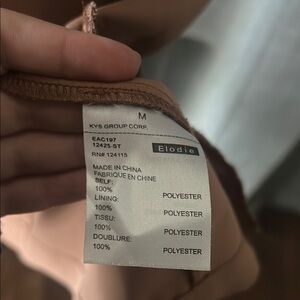 M
KYS GROUP CORP.
EAC197
12425-ST
Elodie
RN# 124115
MADE IN CHINA
FABRIQUE EN CHINE
SELF:
100% POLYESTER
LINING:
100% POLYESTER
TISSU:
100% POLYESTER
DOUBLURE:
100% POLYESTER